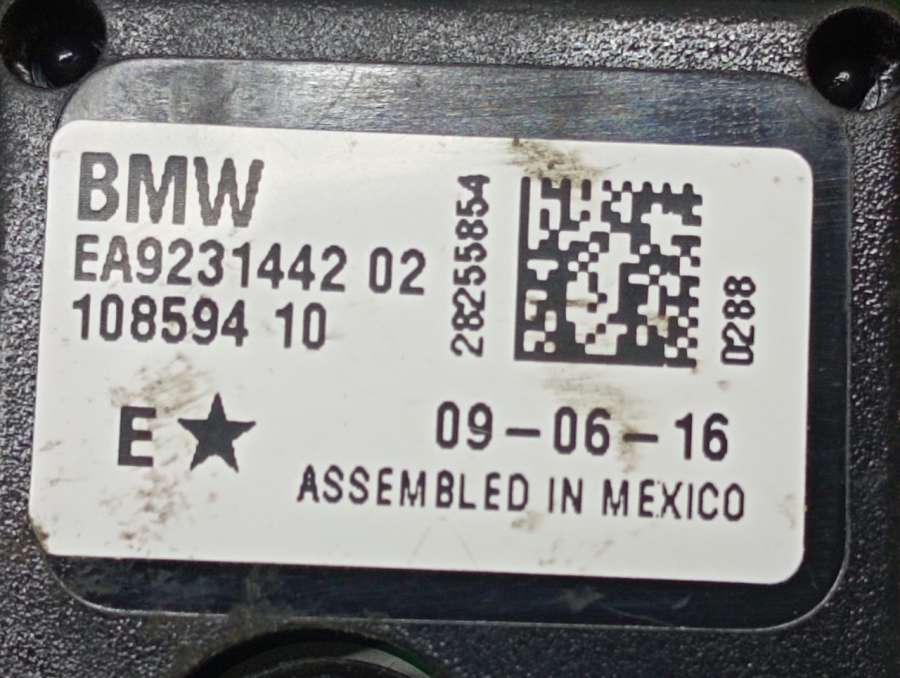 BMW
EA9231442 02
108594 10
28255854
D288
E★
09-06-16
ASSEMBLED IN MEXICO